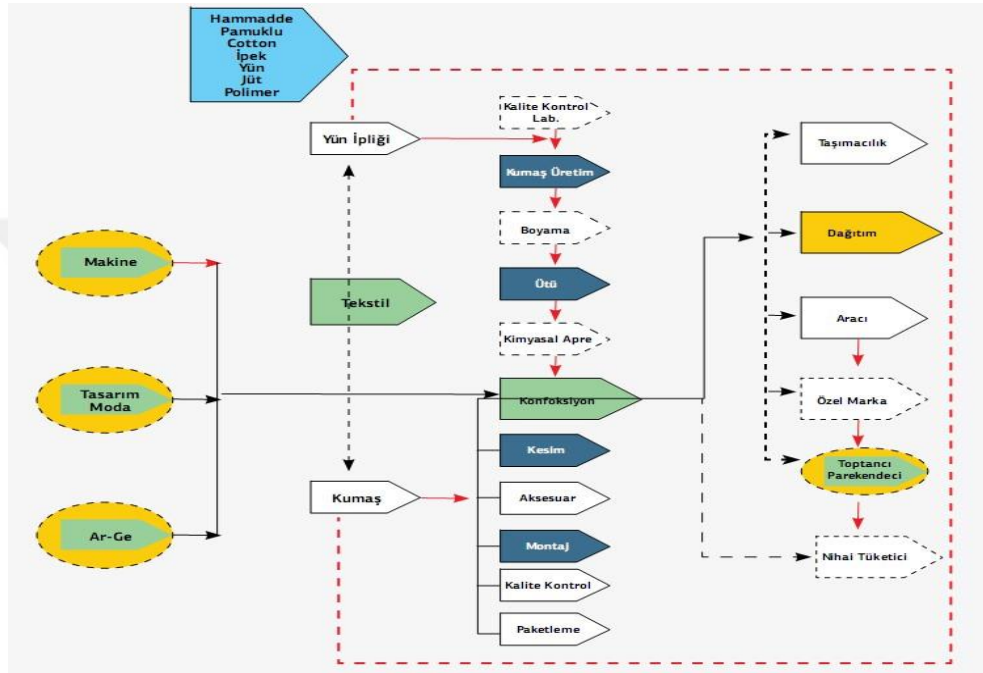 Hammadde
Pamuklu
Cotton
İpek
Yün
Jüt
Polimer
Yün İpliği
Kalite Kontrol
Lab.
Kumaş Üretim
Boyama
Ütü
Kimyasal Apre
Konfoksiyon
Kesim
Aksesuar
Montaj
Kalite Kontrol
Paketleme
Makine
Tasarım
Moda
Ar-Ge
Tekstil
Kumaş
Taşımacılık
Dağıtım
Aracı
Özel Marka
Toptancı
Parekendeci
Nihai Tüketici